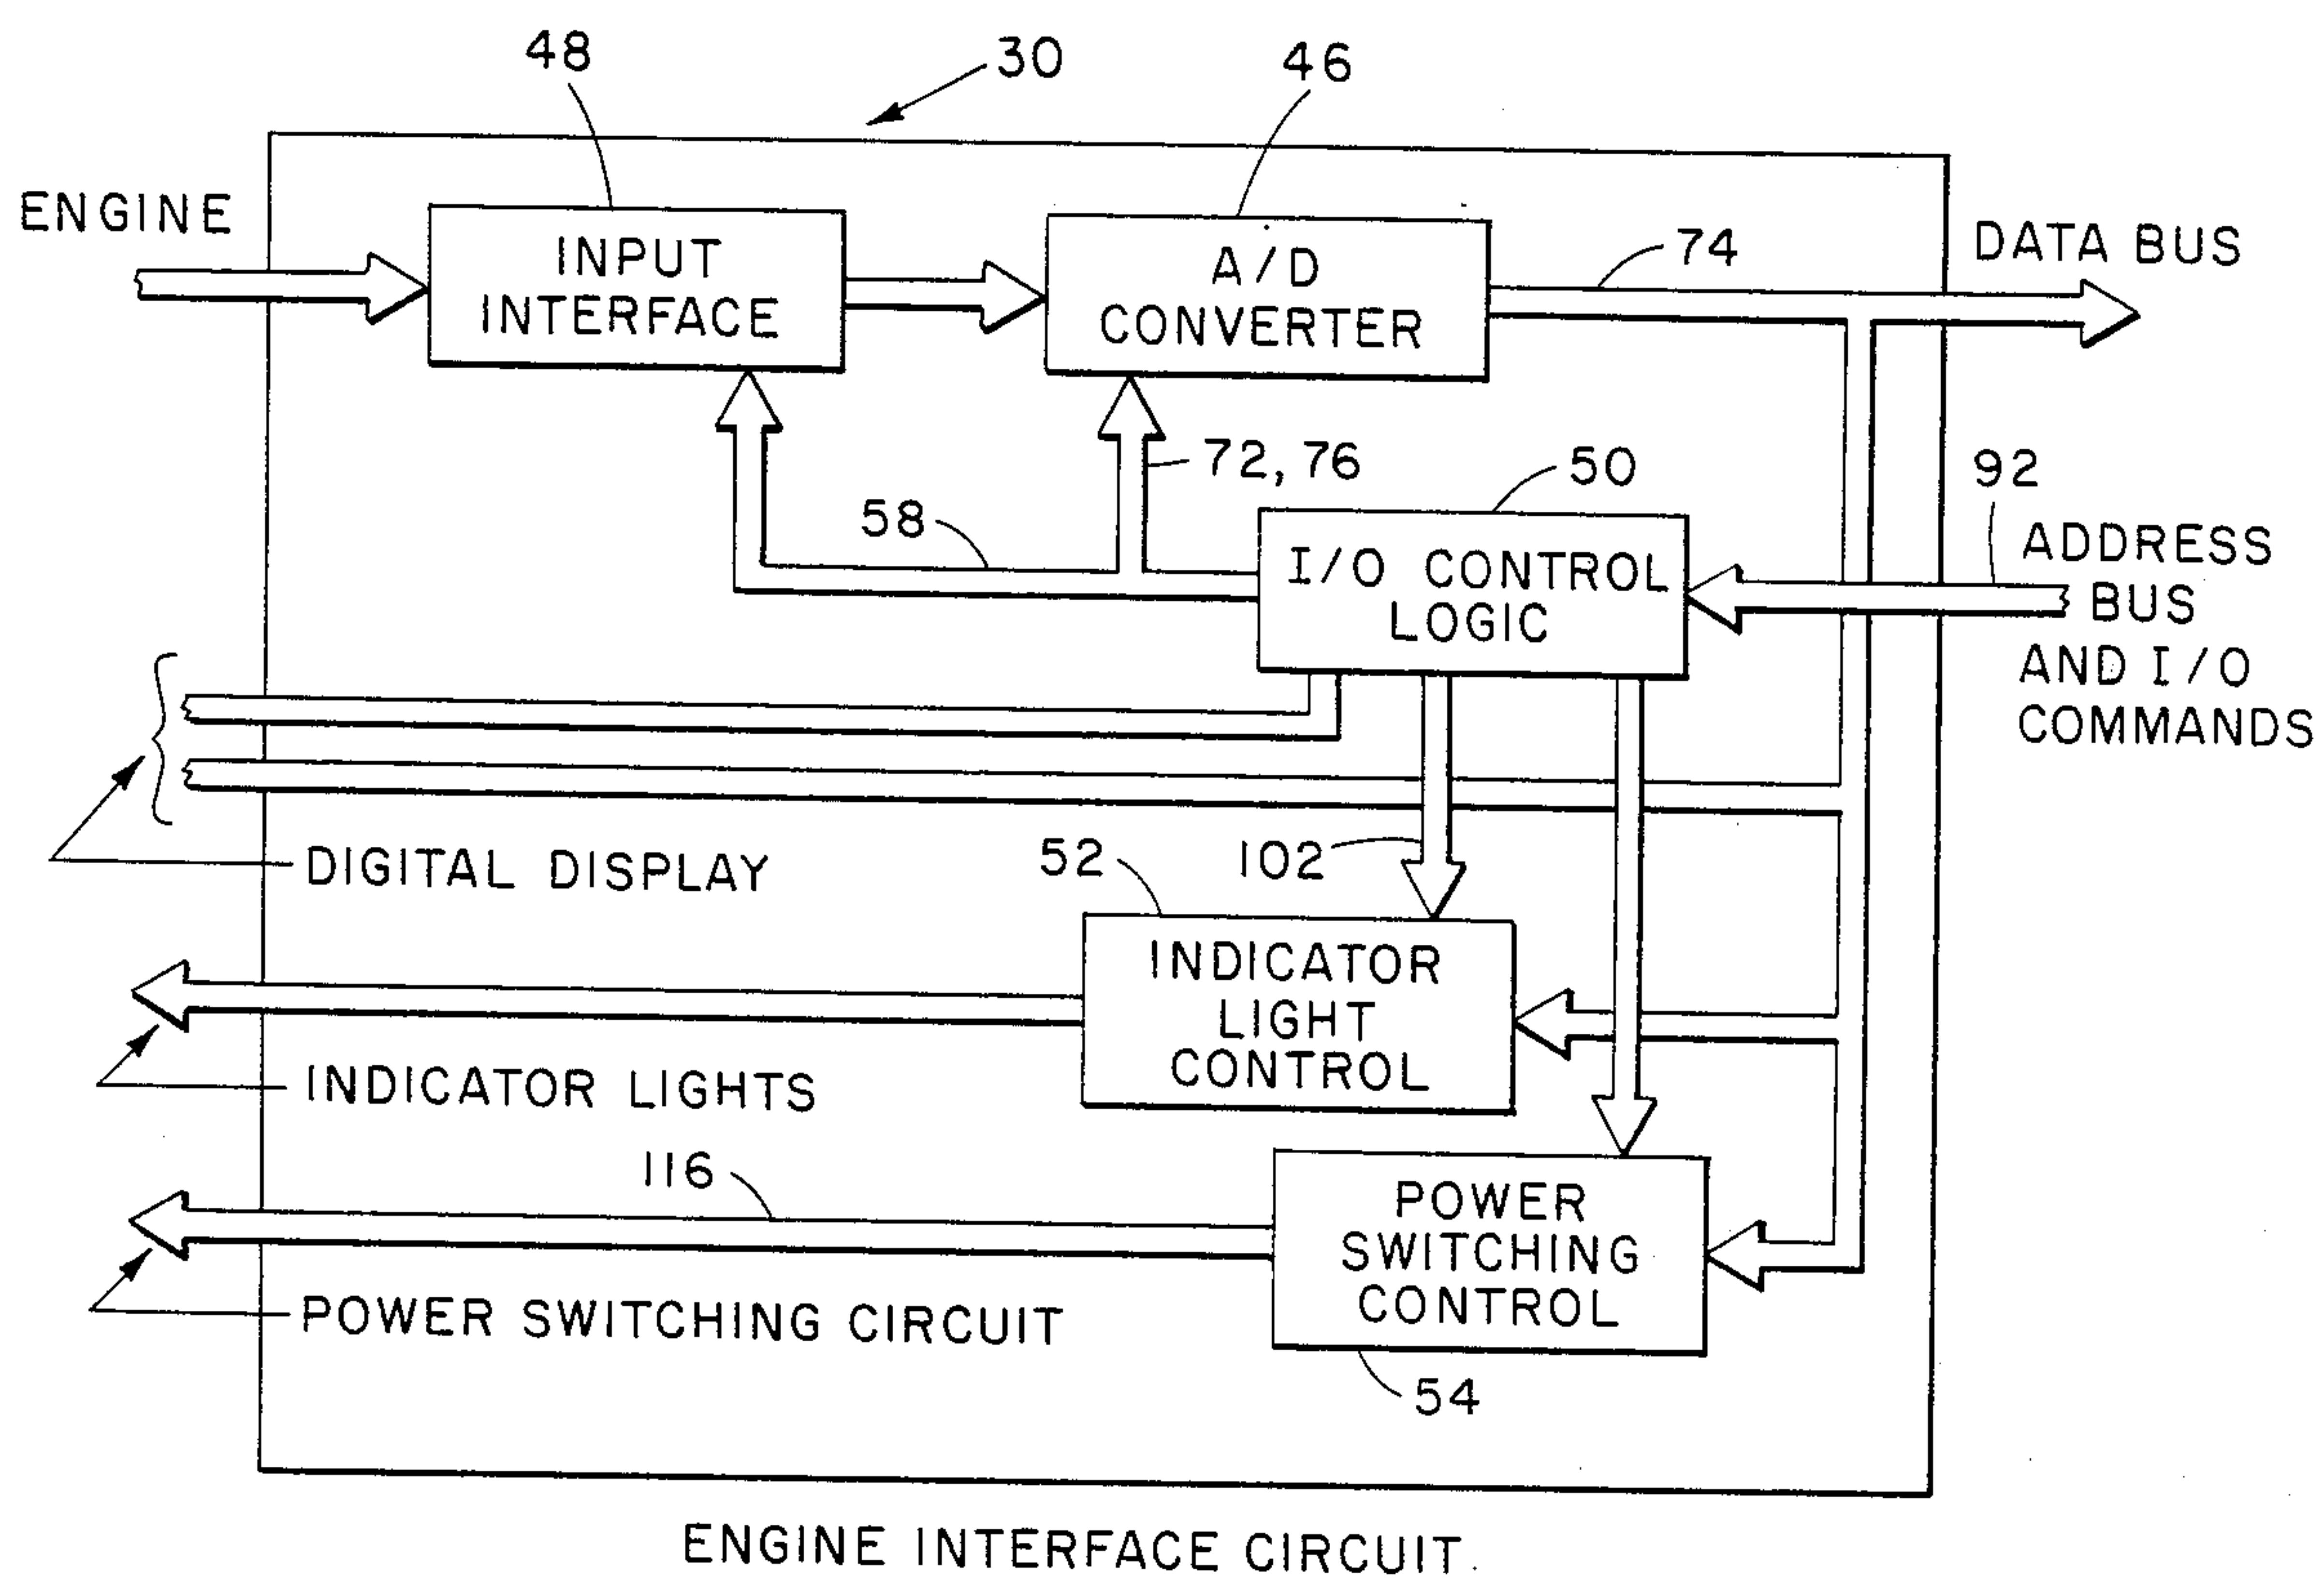 48
30
46
ENGINE
INPUT
INTERFACE
A/D
CONVERTER
74
DATA BUS
72, 76
50
92
58
I/O CONTROL
LOGIC
ADDRESS
BUS
AND I/O
COMMANDS
DIGITAL DISPLAY
52
102
INDICATOR
LIGHT
CONTROL
INDICATOR LIGHTS
116
POWER
SWITCHING
CONTROL
POWER SWITCHING CIRCUIT
54
ENGINE INTERFACE CIRCUIT.